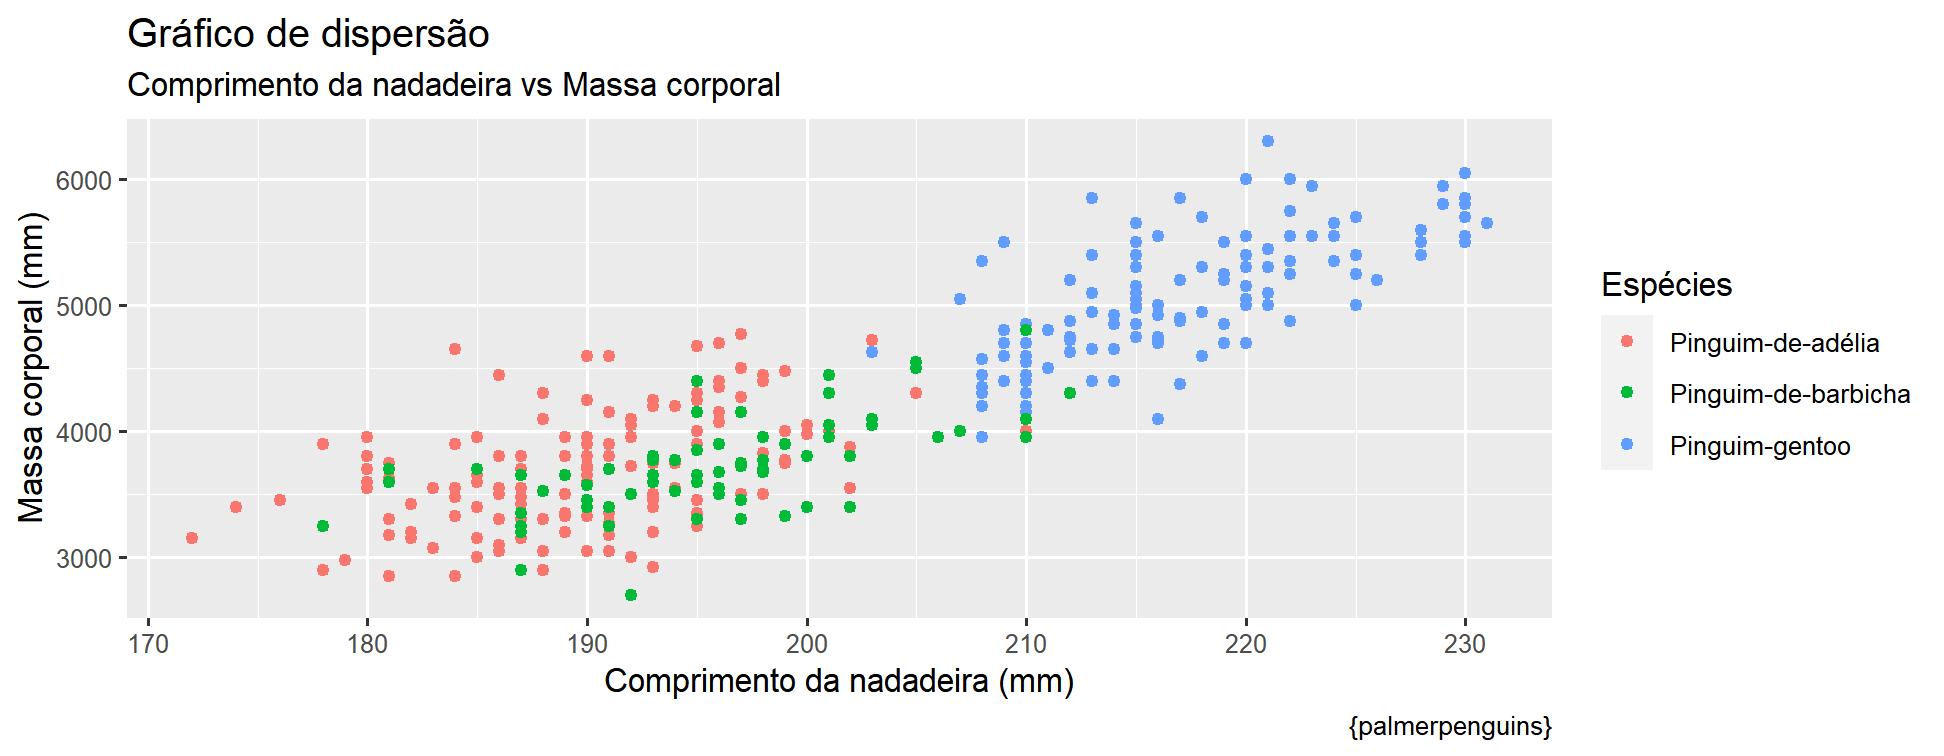 Gráfico de dispersão
Comprimento da nadadeira vs Massa corporal
Massa corporal (mm)
6000
5000
4000
3000
170 180 190 200 210 220 230
Comprimento da nadadeira (mm)
Espécies
Pinguim-de-adélia
Pinguim-de-barbicha
Pinguim-gentoo
{palmerpenguins}